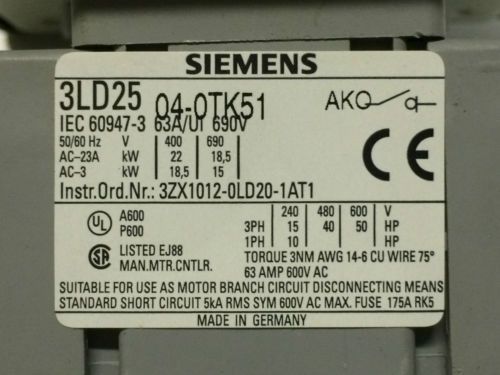 SIEMENS
3LD25 04-0TK51 AKO
IEC 60947-3 63A/UI 690V
50/60 Hz V 400 690
AC-23A kW 22 18,5
AC-3 kW 18,5 15
CE
Instr.Ord.Nr.: 3ZX1012-0LD20-1AT1
UL A600 240 480 600 V
P600 3PH 15 40 50 HP
1PH 10 HP
SA LISTED EJ88 TORQUE 3NM AWG 14-6 CU WIRE 75°
MAN.MTR.CNTLR. 63 AMP 600V AC
SUITABLE FOR USE AS MOTOR BRANCH CIRCUIT DISCONNECTING MEANS
STANDARD SHORT CIRCUIT 5kA RMS SYM 600V AC MAX. FUSE 175A RK5
MADE IN GERMANY